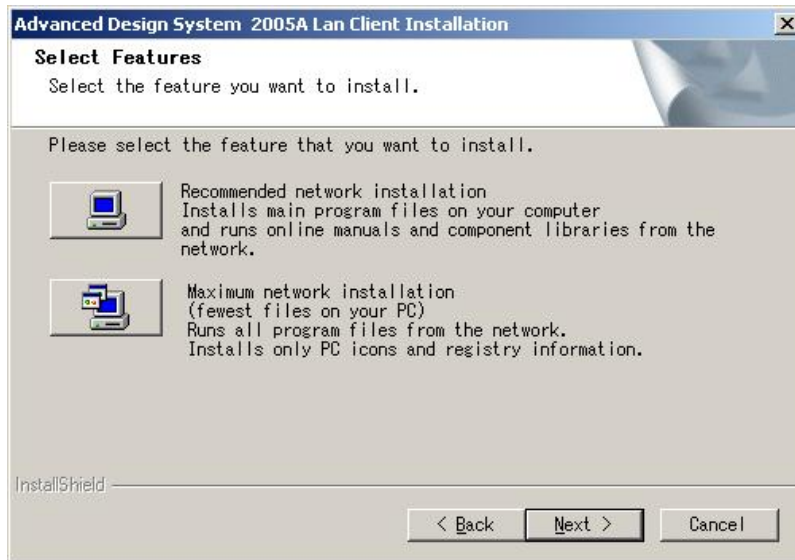 Advanced Design System 2005A Lan Client Installation
Select Features
Select the feature you want to install.
Please select the feature that you want to install.
Recommended network installation
Installs main program files on your computer
and runs online manuals and component libraries from the
network.
Maximum network installation
(fewest files on your PC)
Runs all program files from the network.
Installs only PC icons and registry information.
InstallShield
< Back
Next >
Cancel